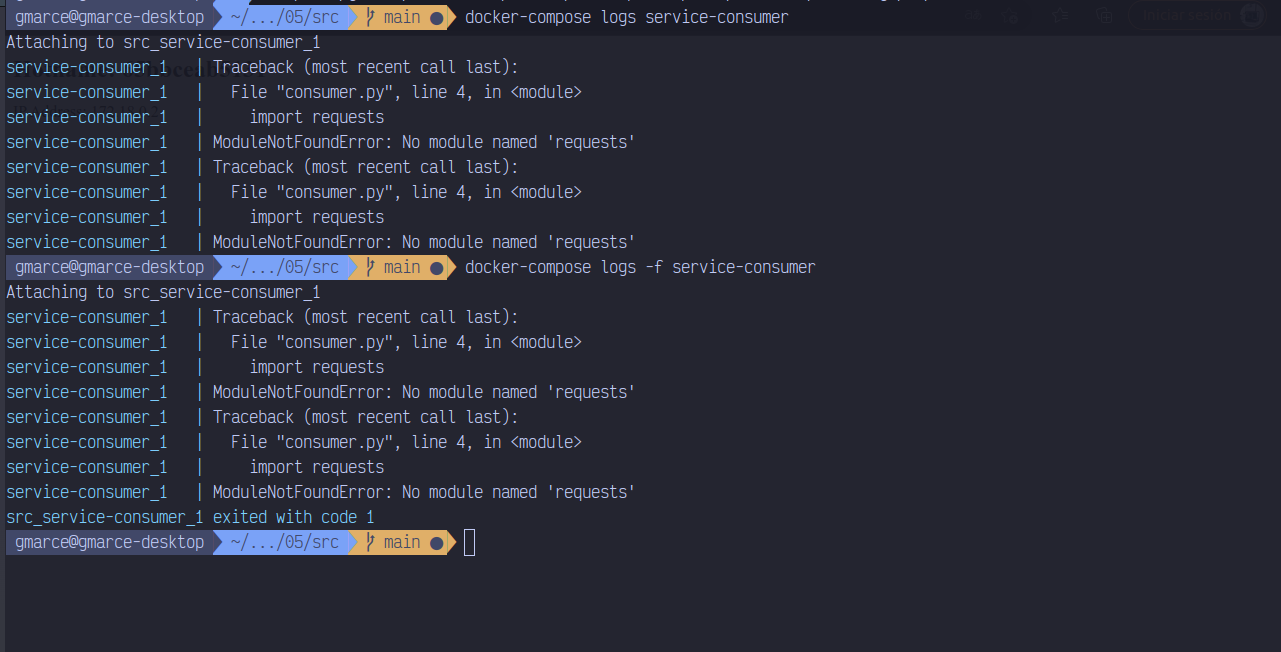 gmarce@gmarce-desktop ~/.../05/src main ● docker-compose logs service-consumer
Iniciar sesión
Attaching to src_service-consumer_1
service-consumer_1 | Traceback (most recent call last):
service-consumer_1 | File "consumer.py", line 4, in <module>
service-consumer_1 | import requests
service-consumer_1 | ModuleNotFoundError: No module named 'requests'
service-consumer_1 | Traceback (most recent call last):
service-consumer_1 | File "consumer.py", line 4, in <module>
service-consumer_1 | import requests
service-consumer_1 | ModuleNotFoundError: No module named 'requests'
gmarce@gmarce-desktop ~/.../05/src main ● docker-compose logs -f service-consumer
Attaching to src_service-consumer_1
service-consumer_1 | Traceback (most recent call last):
service-consumer_1 | File "consumer.py", line 4, in <module>
service-consumer_1 | import requests
service-consumer_1 | ModuleNotFoundError: No module named 'requests'
service-consumer_1 | Traceback (most recent call last):
service-consumer_1 | File "consumer.py", line 4, in <module>
service-consumer_1 | import requests
service-consumer_1 | ModuleNotFoundError: No module named 'requests'
src_service-consumer_1 exited with code 1
gmarce@gmarce-desktop ~/.../05/src main ●